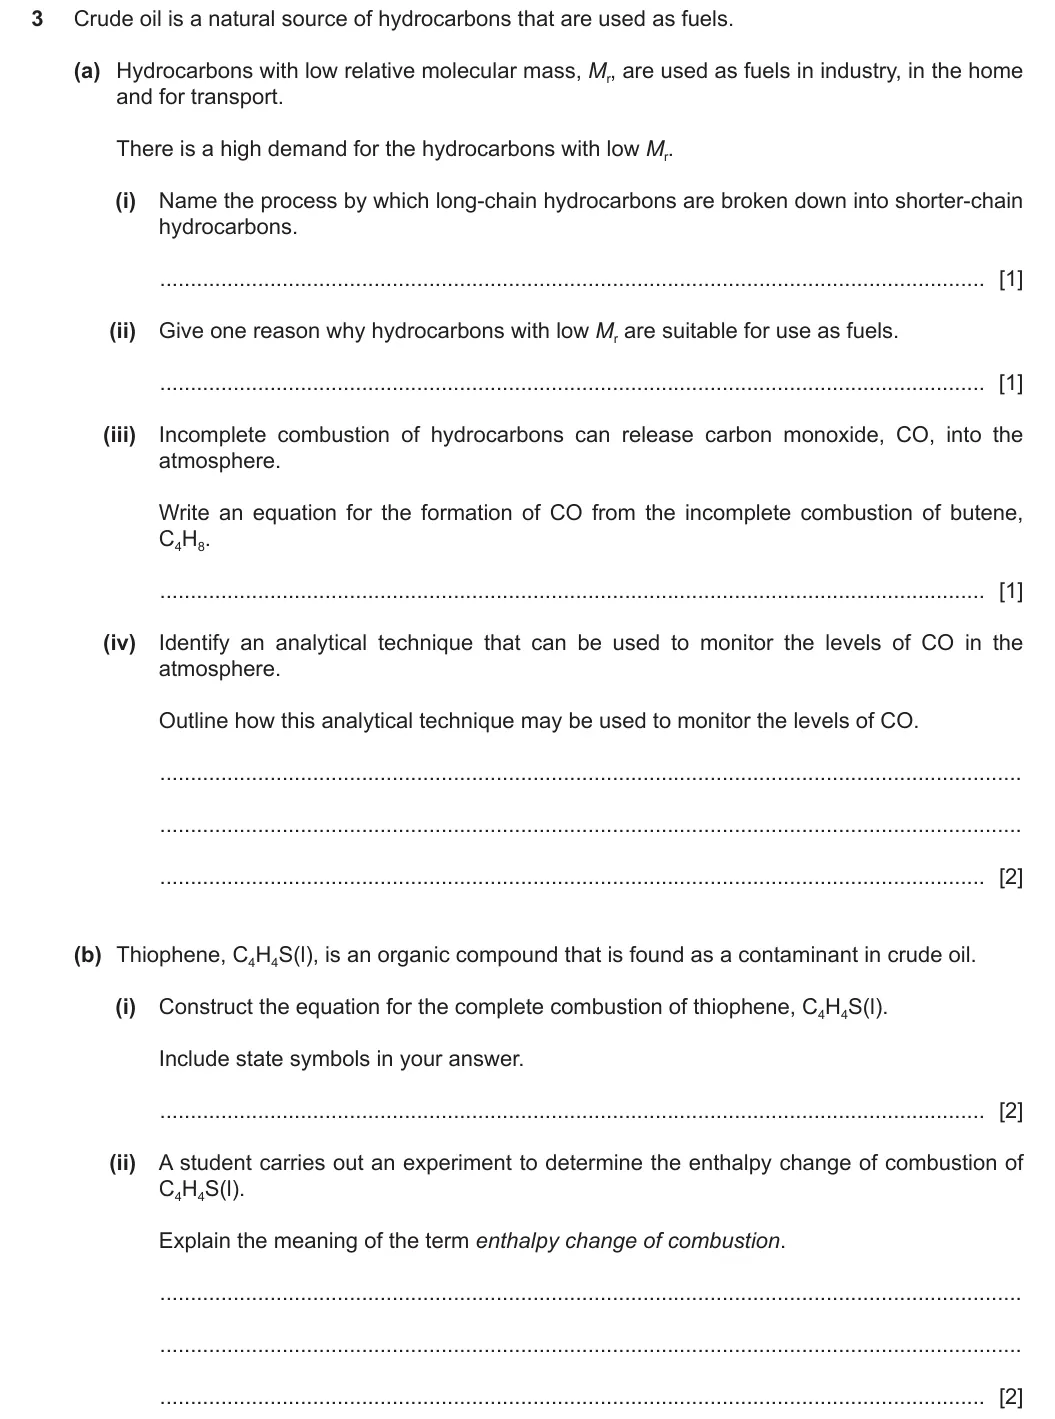 3 Crude oil is a natural source of hydrocarbons that are used as fuels.
(a) Hydrocarbons with low relative molecular mass, Mr, are used as fuels in industry, in the home
and for transport.
There is a high demand for the hydrocarbons with low Mr.
(i) Name the process by which long-chain hydrocarbons are broken down into shorter-chain
hydrocarbons.
.......................................................................................................................................... [1]
(ii) Give one reason why hydrocarbons with low Mr are suitable for use as fuels.
.......................................................................................................................................... [1]
(iii) Incomplete combustion of hydrocarbons can release carbon monoxide, CO, into the
atmosphere.
Write an equation for the formation of CO from the incomplete combustion of butene,
C4H8.
.......................................................................................................................................... [1]
(iv) Identify an analytical technique that can be used to monitor the levels of CO in the
atmosphere.
Outline how this analytical technique may be used to monitor the levels of CO.
..........................................................................................................................................
..........................................................................................................................................
.......................................................................................................................................... [2]
(b) Thiophene, C4H4S(l), is an organic compound that is found as a contaminant in crude oil.
(i) Construct the equation for the complete combustion of thiophene, C4H4S(l).
Include state symbols in your answer.
.......................................................................................................................................... [2]
(ii) A student carries out an experiment to determine the enthalpy change of combustion of
C4H4S(l).
Explain the meaning of the term enthalpy change of combustion.
..........................................................................................................................................
..........................................................................................................................................
.......................................................................................................................................... [2]